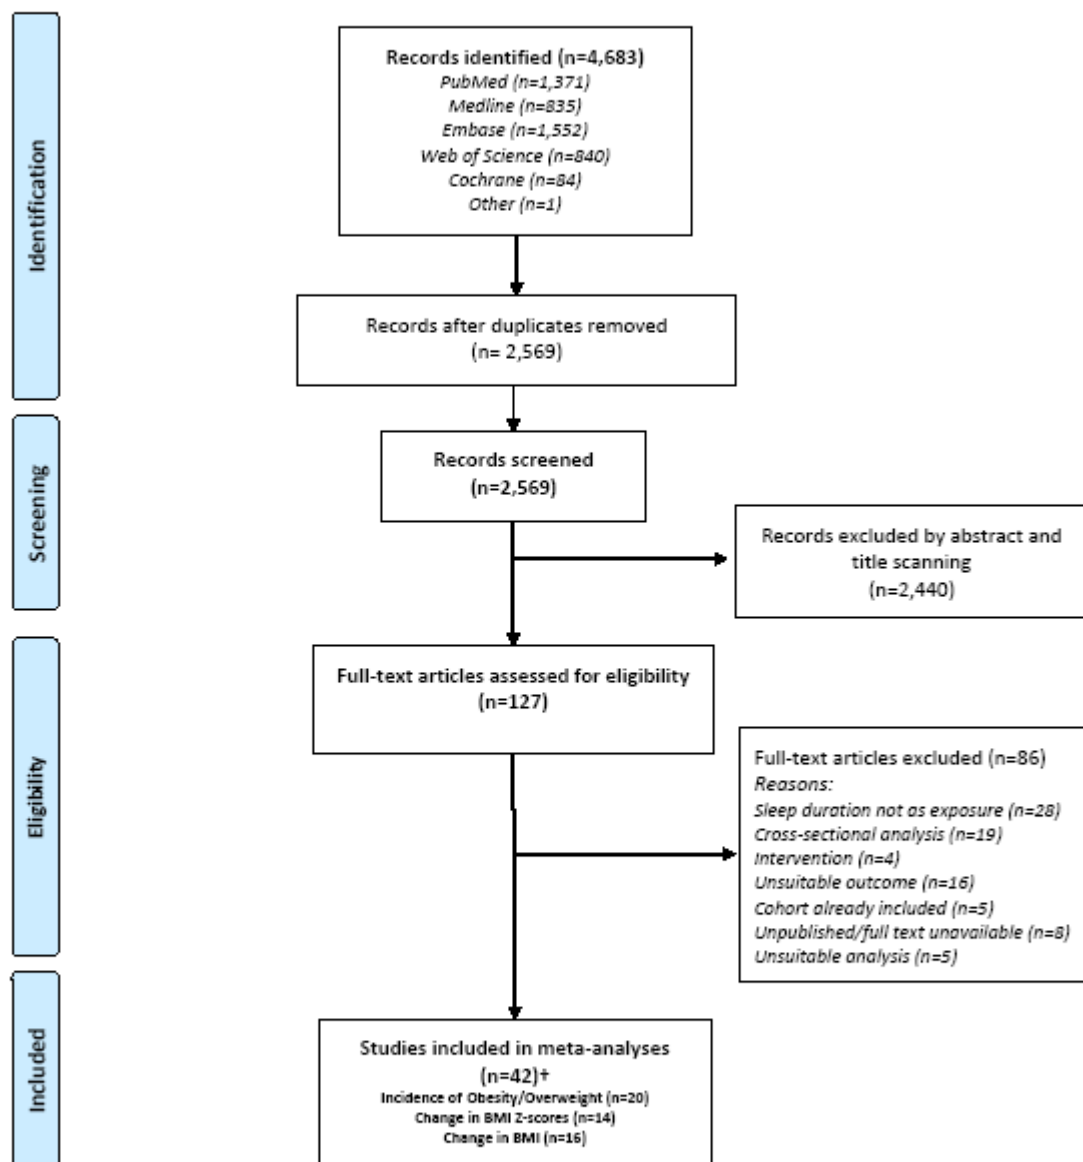 Identification
Records identified (n=4,683)
PubMed (n=1,371)
Medline (n=835)
Embase (n=1,552)
Web of Science (n=840)
Cochrane (n=84)
Other (n=1)
Records after duplicates removed
(n= 2,569)
Screening
Records screened
(n=2,569)
Records excluded by abstract and
title scanning
(n=2,440)
Eligibility
Full-text articles assessed for eligibility
(n=127)
Full-text articles excluded (n=86)
Reasons:
Sleep duration not as exposure (n=28)
Cross-sectional analysis (n=19)
Intervention (n=4)
Unsuitable outcome (n=16)
Cohort already included (n=5)
Unpublished/full text unavailable (n=8)
Unsuitable analysis (n=5)
Included
Studies included in meta-analyses
(n=42)†
Incidence of Obesity/Overweight (n=20)
Change in BMI Z-scores (n=14)
Change in BMI (n=16)